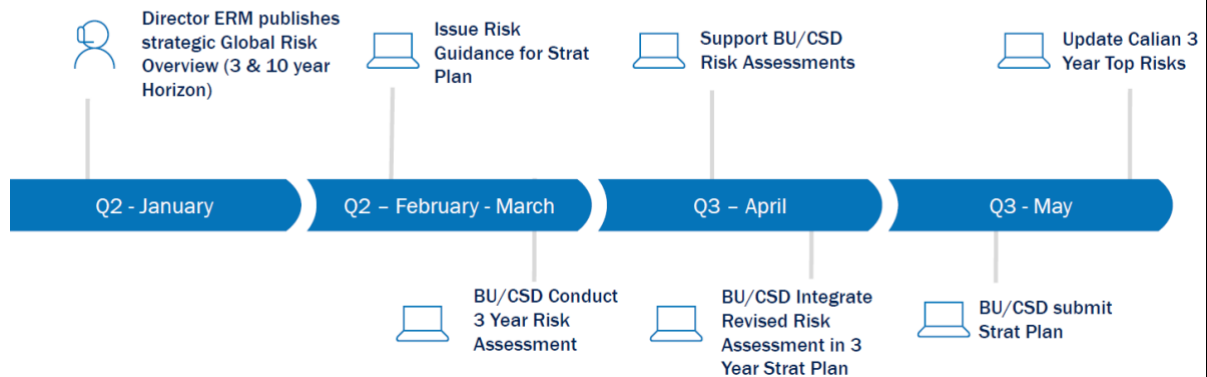 Director ERM publishes
strategic Global Risk
Overview (3 & 10 year
Horizon)
Issue Risk
Guidance for Strat
Plan
Support BU/CSD
Risk Assessments
Update Calian 3
Year Top Risks
Q2 - January
Q2 – February - March
Q3 – April
Q3 - May
BU/CSD Conduct
3 Year Risk
Assessment
BU/CSD Integrate
Revised Risk
Assessment in 3
Year Strat Plan
BU/CSD submit
Strat Plan